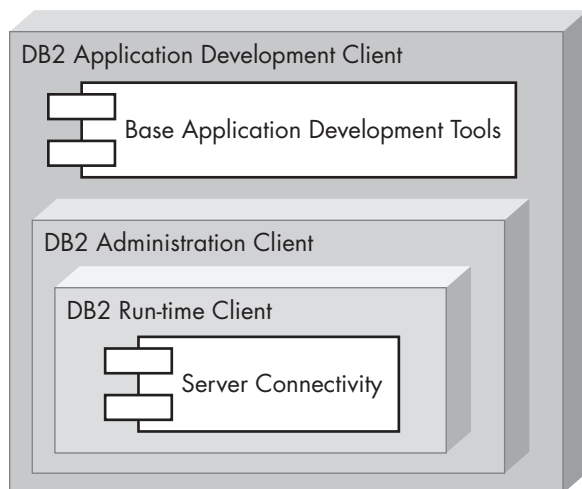 DB2 Application Development Client
Base Application Development Tools
DB2 Administration Client
DB2 Run-time Client
Server Connectivity